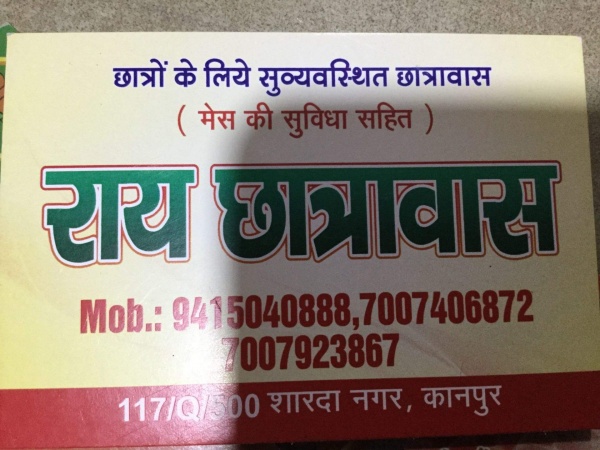 छात्रों के लिये सुव्यवस्थित छात्रावास
( मेस की सुविधा सहित )
राय छात्रावास
Mob.: 9415040888,7007406872
7007923867
117/Q/500 शारदा नगर, कानपुर